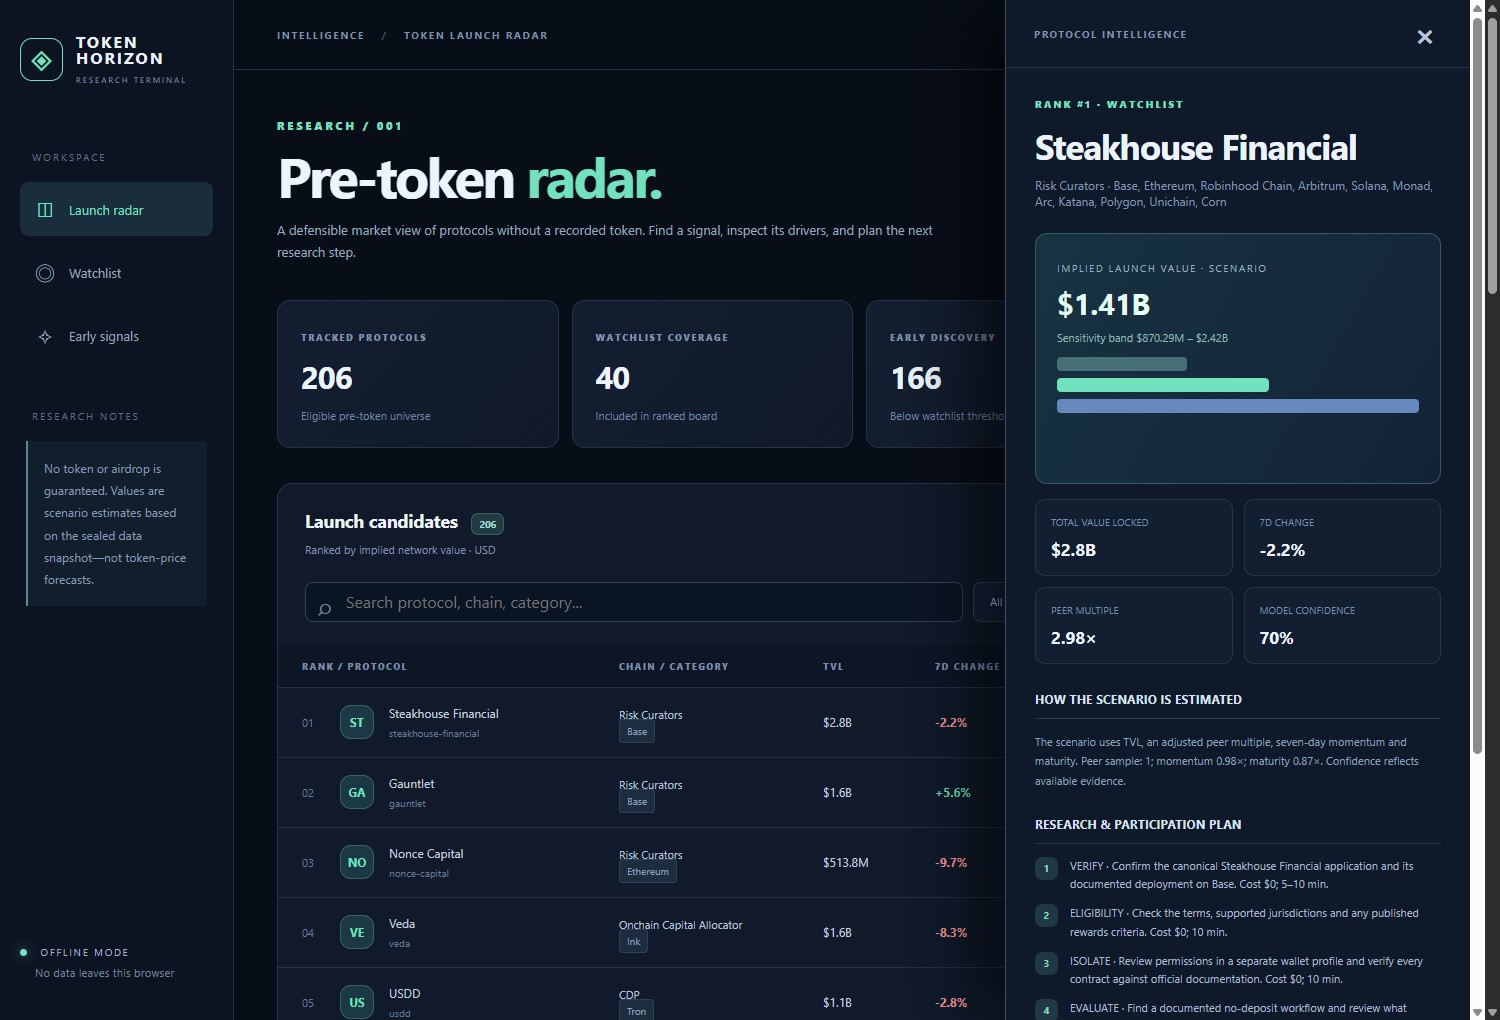 TOKEN
HORIZON
RESEARCH TERMINAL
WORKSPACE
Launch radar
Watchlist
Early signals
RESEARCH NOTES
No token or airdrop is
guaranteed. Values are
scenario estimates based
on the sealed data
snapshot—not token-price
forecasts.
OFFLINE MODE
No data leaves this browser
INTELLIGENCE / TOKEN LAUNCH RADAR
RESEARCH / 001
Pre-token radar.
A defensible market view of protocols without a recorded token. Find a signal, inspect its drivers, and plan the next
research step.
TRACKED PROTOCOLS
206
Eligible pre-token universe
WATCHLIST COVERAGE
40
Included in ranked board
EARLY DISCOVERY
166
Below watchlist thresho
Launch candidates 206
Ranked by implied network value · USD
Search protocol, chain, category...
All
RANK / PROTOCOL CHAIN / CATEGORY TVL 7D CHANGE
01 ST Steakhouse Financial steakhouse-financial Risk Curators Base $2.8B -2.2%
02 GA Gauntlet gauntlet Risk Curators Base $1.6B +5.6%
03 NO Nonce Capital nonce-capital Risk Curators Ethereum $513.8M -9.7%
04 VE Veda veda Onchain Capital Allocator Ink $1.6B -8.3%
05 US USDD usdd CDP Tron $1.1B -2.8%
PROTOCOL INTELLIGENCE
×
RANK #1 · WATCHLIST
Steakhouse Financial
Risk Curators · Base, Ethereum, Robinhood Chain, Arbitrum, Solana, Monad,
Arc, Katana, Polygon, Unichain, Corn
IMPLIED LAUNCH VALUE · SCENARIO
$1.41B
Sensitivity band $870.29M – $2.42B
TOTAL VALUE LOCKED
$2.8B
7D CHANGE
-2.2%
PEER MULTIPLE
2.98×
MODEL CONFIDENCE
70%
HOW THE SCENARIO IS ESTIMATED
The scenario uses TVL, an adjusted peer multiple, seven-day momentum and
maturity. Peer sample: 1; momentum 0.98×; maturity 0.87×. Confidence reflects
available evidence.
RESEARCH & PARTICIPATION PLAN
1 VERIFY · Confirm the canonical Steakhouse Financial application and its
documented deployment on Base. Cost $0; 5–10 min.
2 ELIGIBILITY · Check the terms, supported jurisdictions and any published
rewards criteria. Cost $0; 10 min.
3 ISOLATE · Review permissions in a separate wallet profile and verify every
contract against official documentation. Cost $0; 10 min.
4 EVALUATE · Find a documented no-deposit workflow and review what